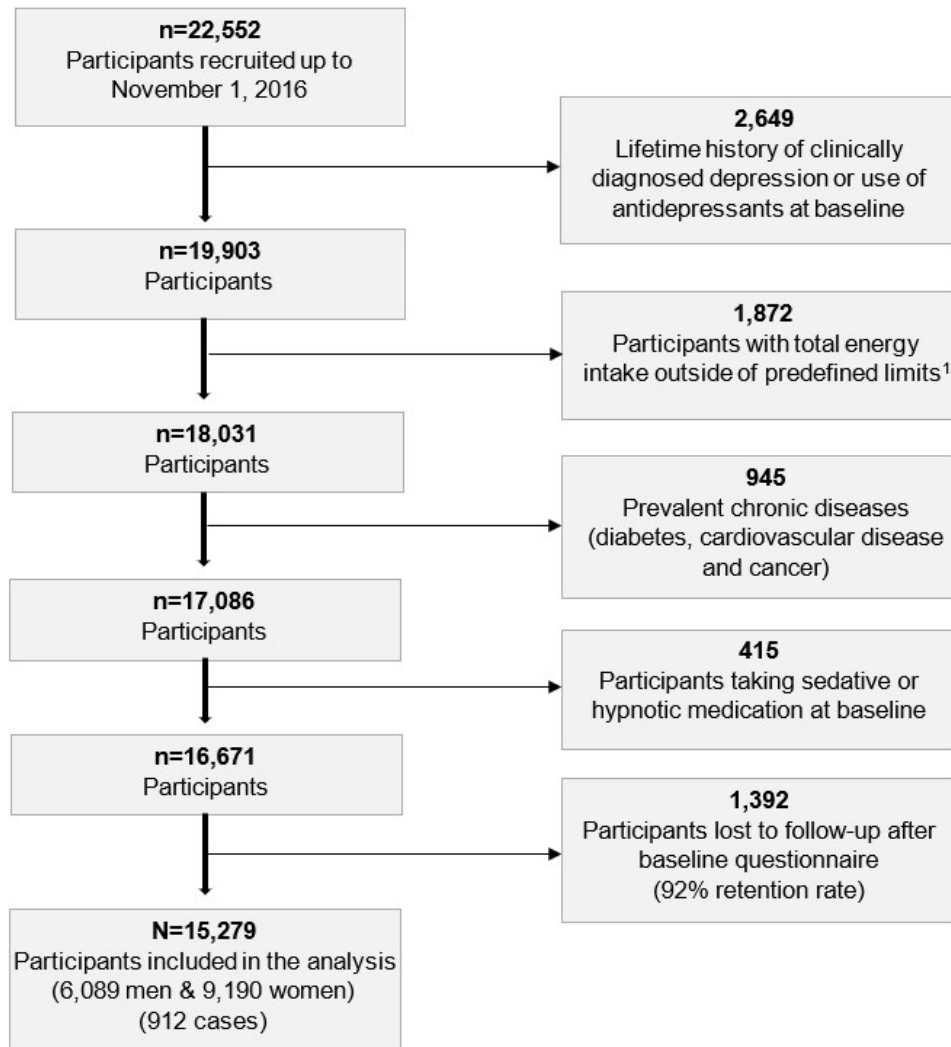 n=22,552
Participants recruited up to
November 1, 2016
2,649
Lifetime history of clinically
diagnosed depression or use of
antidepressants at baseline
n=19,903
Participants
1,872
Participants with total energy
intake outside of predefined limits¹
n=18,031
Participants
945
Prevalent chronic diseases
(diabetes, cardiovascular disease
and cancer)
n=17,086
Participants
415
Participants taking sedative or
hypnotic medication at baseline
n=16,671
Participants
1,392
Participants lost to follow-up after
baseline questionnaire
(92% retention rate)
N=15,279
Participants included in the analysis
(6,089 men & 9,190 women)
(912 cases)